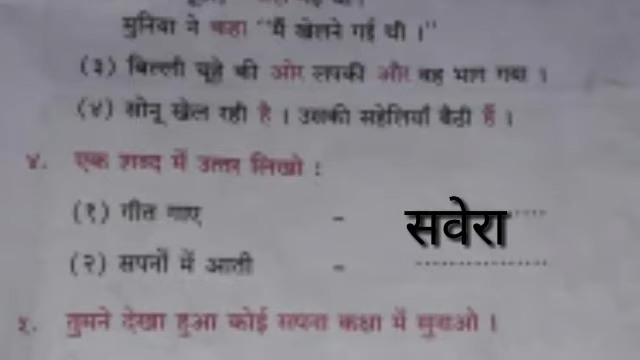 मुनिया ने कहा “मैं खेलने गई थी ।”
(३) बिल्ली चूहे की ओर लपकी और वह भाग गया ।
(४) सोनू खेल रही है । उसकी सहेलियाँ बैठी हैं ।
४. एक शब्द में उत्तर लिखो :
(१) गीत गाए - सवेरा
(२) सपनों में आती - ..................
५. तुमने देखा हुआ कोई सपना कक्षा में सुनाओ ।